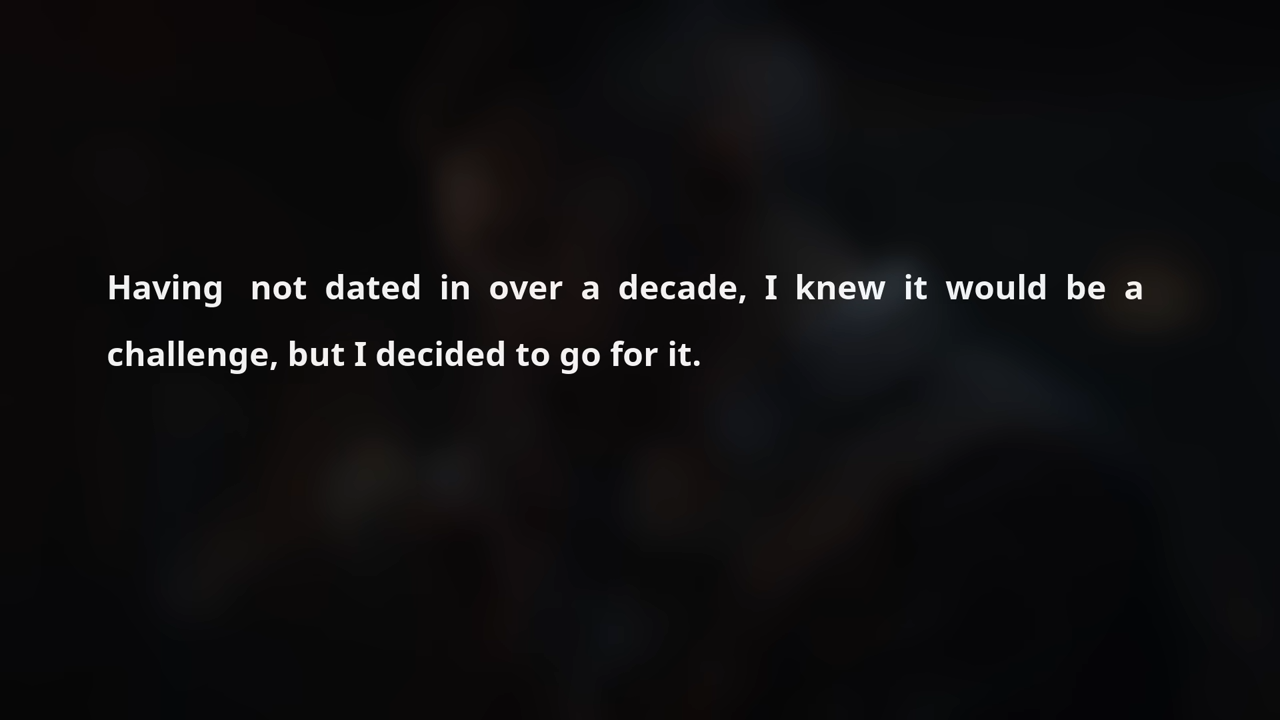 Having not dated in over a decade, I knew it would be a
challenge, but I decided to go for it.